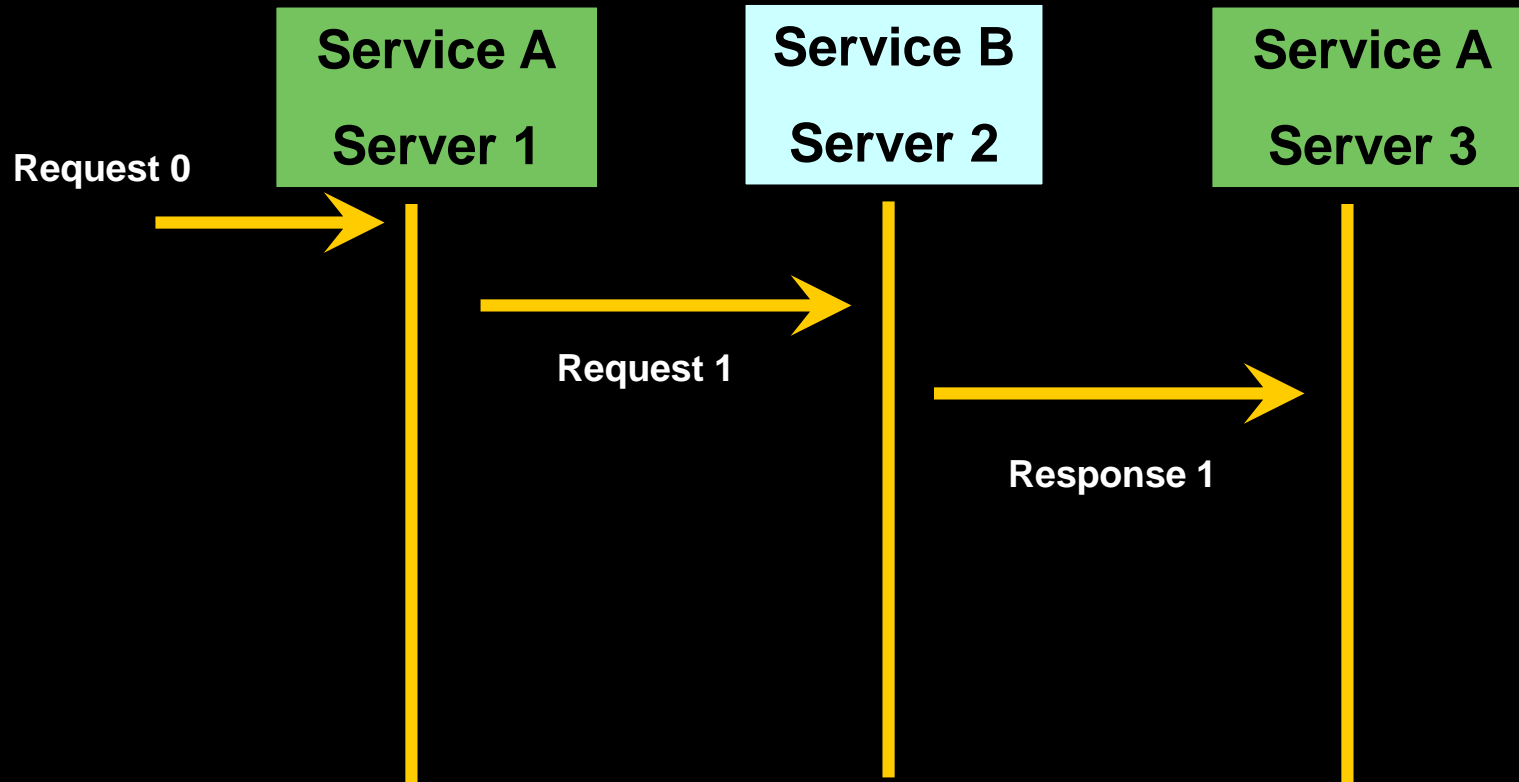 Service A
Server 1
Service B
Server 2
Service A
Server 3
Request 0
Request 1
Response 1